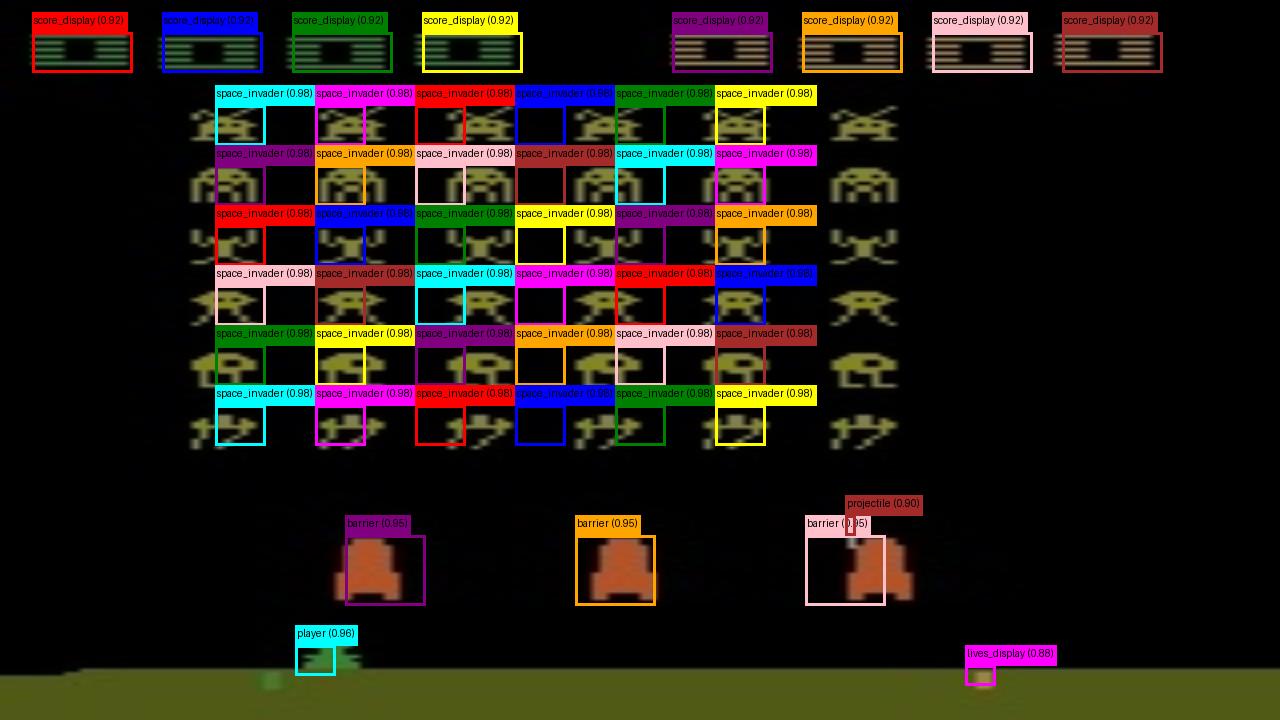 score_display (0.92) score_display (0.92) score_display (0.92) score_display (0.92) score_display (0.92) score_display (0.92) score_display (0.92) score_display (0.92)
space_invader (0.98) space_invader (0.98) space_invader (0.98) space_invader (0.98) space_invader (0.98) space_invader (0.98)
space_invader (0.98) space_invader (0.98) space_invader (0.98) space_invader (0.98) space_invader (0.98) space_invader (0.98)
space_invader (0.98) space_invader (0.98) space_invader (0.98) space_invader (0.98) space_invader (0.98) space_invader (0.98)
space_invader (0.98) space_invader (0.98) space_invader (0.98) space_invader (0.98) space_invader (0.98) space_invader (0.98)
space_invader (0.98) space_invader (0.98) space_invader (0.98) space_invader (0.98) space_invader (0.98) space_invader (0.98)
space_invader (0.98) space_invader (0.98) space_invader (0.98) space_invader (0.98) space_invader (0.98) space_invader (0.98)
projectile (0.90)
barrier (0.95) barrier (0.95) barrier (0.95)
player (0.96)
lives_display (0.88)